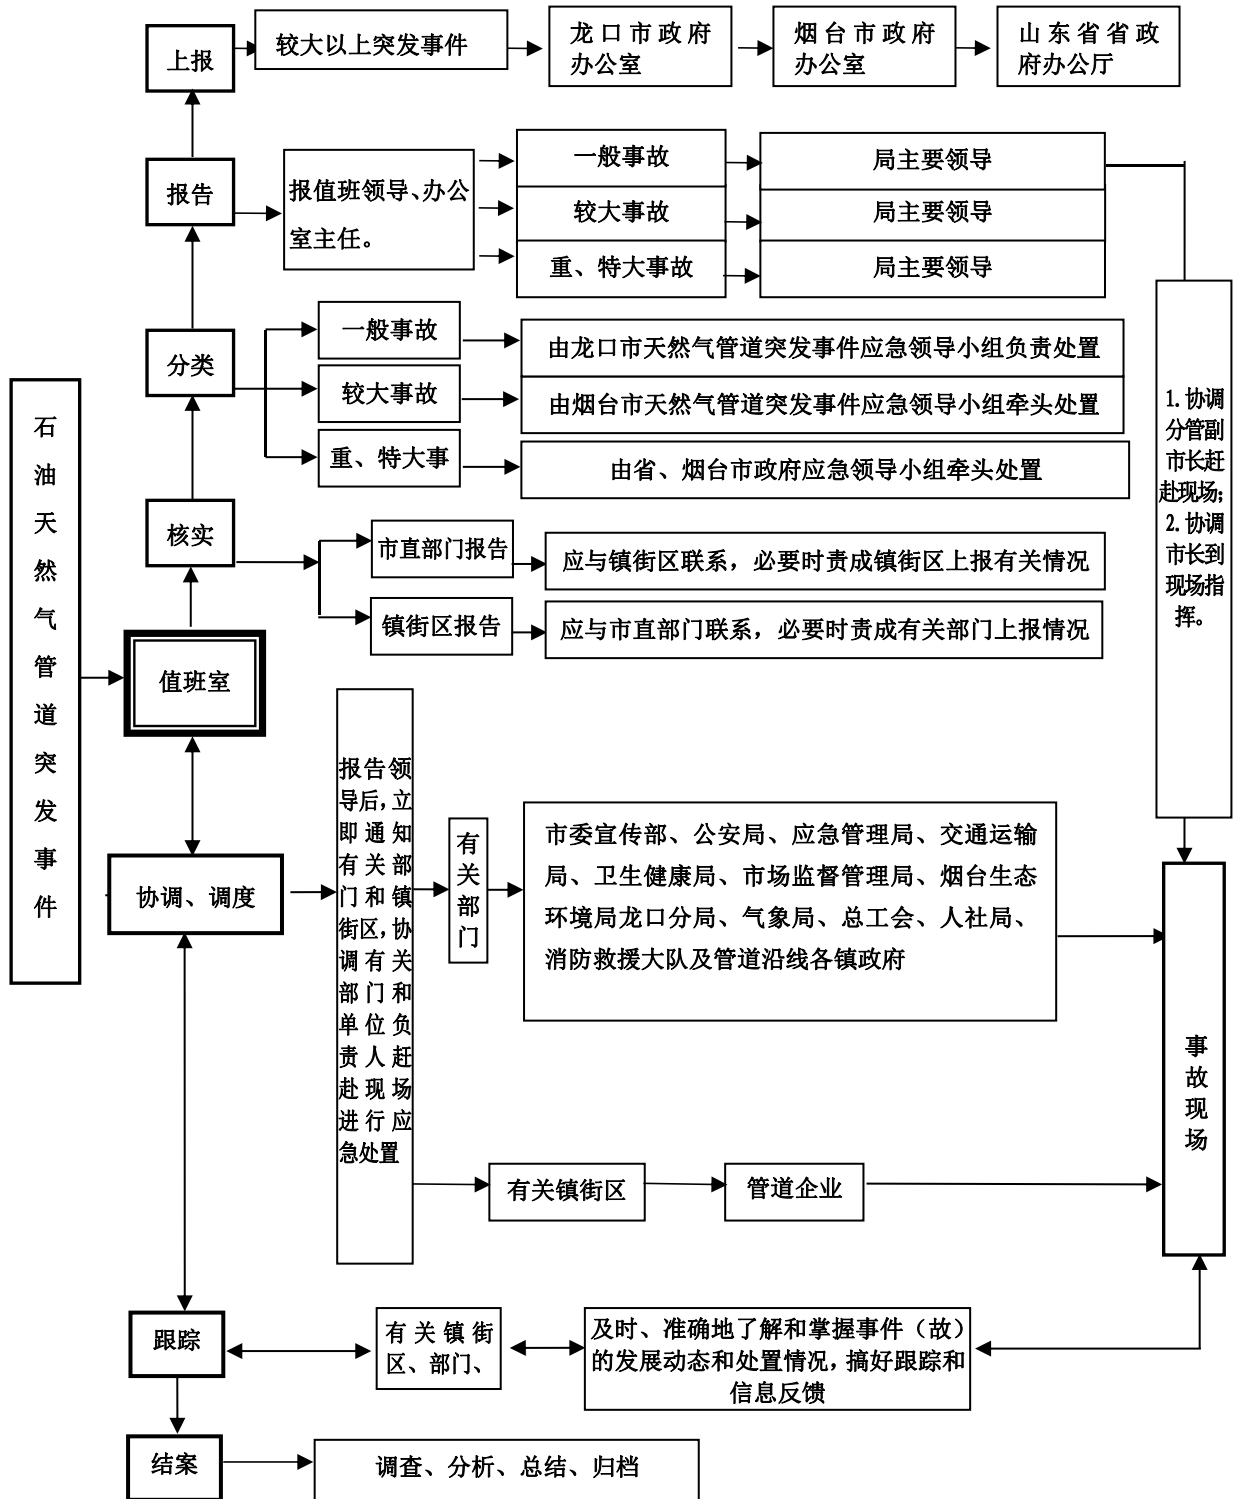 上报
较大以上突发事件
龙口市政府
办公室
烟台市政府
办公室
山东省省政
府办公厅
报告
报值班领导、办公
室主任。
一般事故
局主要领导
较大事故
局主要领导
重、特大事故
局主要领导
分类
一般事故
由龙口市天然气管道突发事件应急领导小组负责处置
较大事故
由烟台市天然气管道突发事件应急领导小组牵头处置
重、特大事
由省、烟台市政府应急领导小组牵头处置
1.协调
分管副
市长赶
赴现场；
2.协调
市长到
现场指
挥。
石油天然气管道突发事件
核实
市直部门报告
应与镇街区联系，必要时责成镇街区上报有关情况
镇街区报告
应与市直部门联系，必要时责成有关部门上报情况
值班室
协调、调度
报告领
导后，立
即通知
有关部
门和镇
街区，协
调有关
部门和
单位负
责人赶
赴现场
进行应
急处置
有关部门
市委宣传部、公安局、应急管理局、交通运输
局、卫生健康局、市场监督管理局、烟台生态
环境局龙口分局、气象局、总工会、人社局、
消防救援大队及管道沿线各镇政府
有关镇街区
管道企业
事故现场
跟踪
有关镇街
区、部门、
及时、准确地了解和掌握事件（故）
的发展动态和处置情况，搞好跟踪和
信息反馈
结案
调查、分析、总结、归档